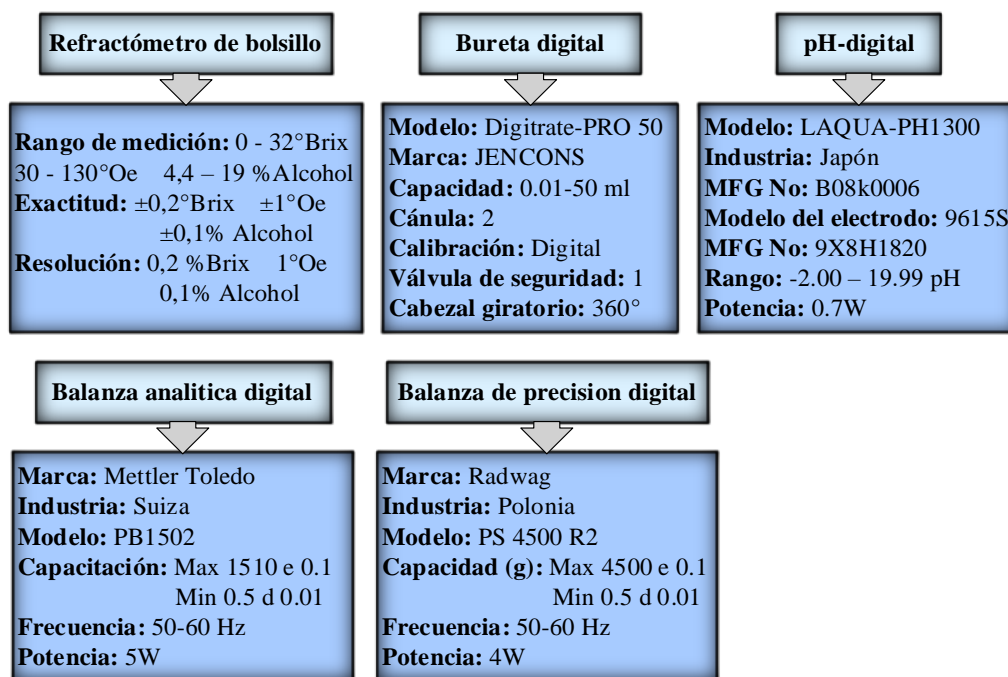 Refractómetro de bolsillo
Rango de medición: 0 - 32°Brix
30 - 130°Oe 4,4 – 19 %Alcohol
Exactitud: ±0,2°Brix ±1°Oe
±0,1% Alcohol
Resolución: 0,2 %Brix 1°Oe
0,1% Alcohol
Bureta digital
Modelo: Digitrate-PRO 50
Marca: JENCONS
Capacidad: 0.01-50 ml
Cánula: 2
Calibración: Digital
Válvula de seguridad: 1
Cabezal giratorio: 360°
pH-digital
Modelo: LAQUA-PH1300
Industria: Japón
MFG No: B08k0006
Modelo del electrodo: 9615S
MFG No: 9X8H1820
Rango: -2.00 – 19.99 pH
Potencia: 0.7W
Balanza analitica digital
Marca: Mettler Toledo
Industria: Suiza
Modelo: PB1502
Capacitación: Max 1510 e 0.1
Min 0.5 d 0.01
Frecuencia: 50-60 Hz
Potencia: 5W
Balanza de precision digital
Marca: Radwag
Industria: Polonia
Modelo: PS 4500 R2
Capacidad (g): Max 4500 e 0.1
Min 0.5 d 0.01
Frecuencia: 50-60 Hz
Potencia: 4W